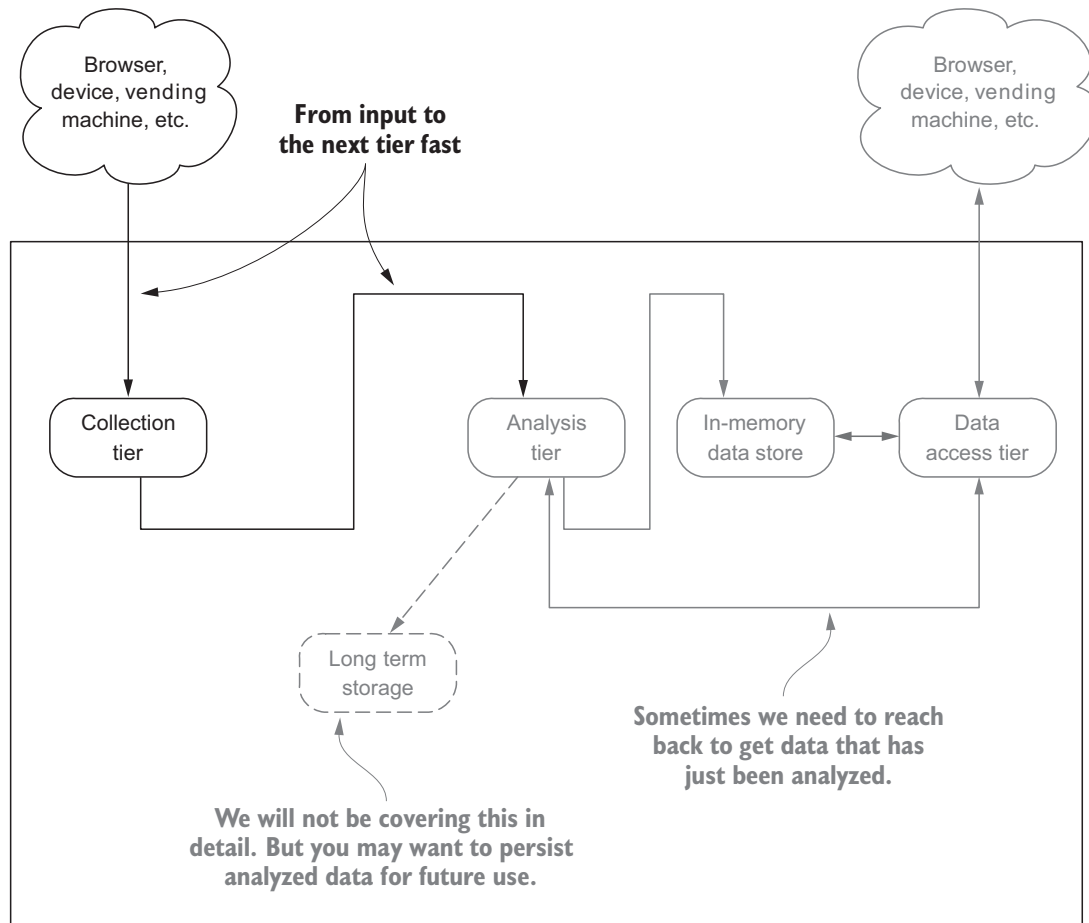 Browser,
device, vending
machine, etc.
Browser,
device, vending
machine, etc.
From input to
the next tier fast
Collection
tier
Analysis
tier
In-memory
data store
Data
access tier
Long term
storage
Sometimes we need to reach
back to get data that has
just been analyzed.
We will not be covering this in
detail. But you may want to persist
analyzed data for future use.